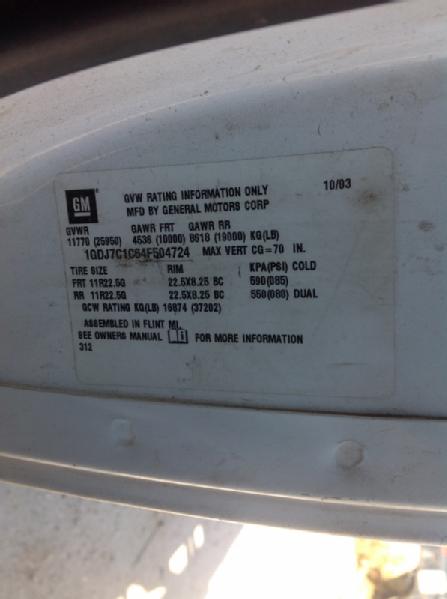 GM
GVW RATING INFORMATION ONLY 10/03
MFD BY GENERAL MOTORS CORP
GVWR GAWR FRT GAWR RR
11770 (25950) 4536 (10000) 8618 (19000) KG(LB)
1GDJ7C1C64F504724 MAX VERT CG=70 IN.
TIRE SIZE RIM KPA(PSI) COLD
FRT 11R22.5G 22.5X8.25 BC 590(085)
RR 11R22.5G 22.5X8.25 BC 550(080) DUAL
GCW RATING KG(LB) 16874 (37202)
ASSEMBLED IN FLINT MI.
SEE OWNERS MANUAL FOR MORE INFORMATION
312